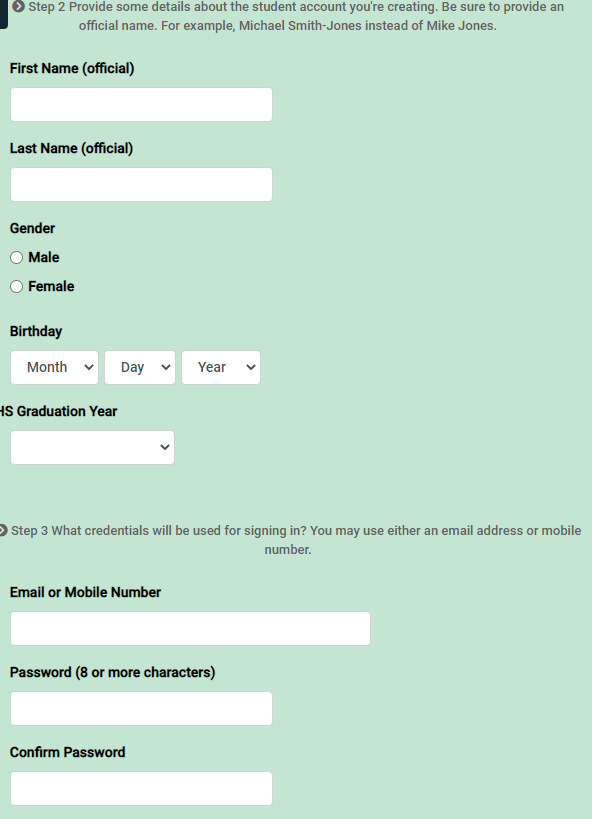 Step 2 Provide some details about the student account you're creating. Be sure to provide an
official name. For example, Michael Smith-Jones instead of Mike Jones.
First Name (official)
Last Name (official)
Gender
Male
Female
Birthday
Month Day Year
HS Graduation Year
Step 3 What credentials will be used for signing in? You may use either an email address or mobile
number.
Email or Mobile Number
Password (8 or more characters)
Confirm Password